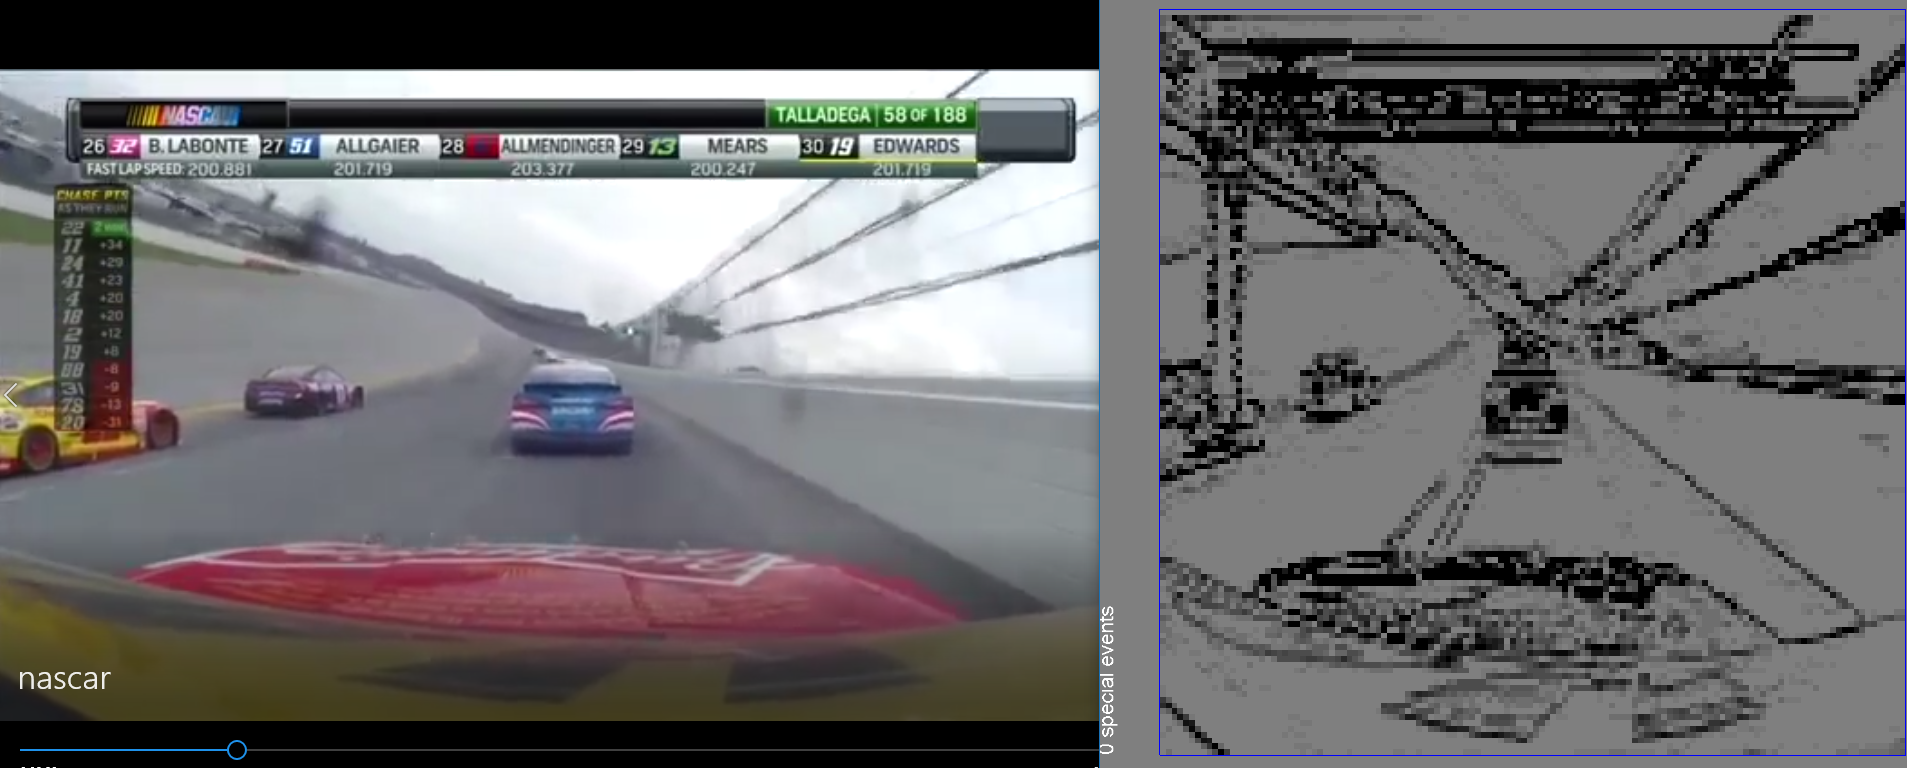 NASCAR
TALLADEGA | 58 OF 188
26 32 B. LABONTE 27 51 ALLGAIER 28 ALLMENDINGER 29 13 MEARS 30 19 EDWARDS
FAST LAP SPEED: 200.881 201.719 203.377 200.247 201.719
CHASE PTS
AS THEY RUN
22
11 +34
24 +29
41 +23
4 +20
18 +20
2 +12
19 +8
88 -8
31 -9
78 -13
20 -31
nascar
0 special events